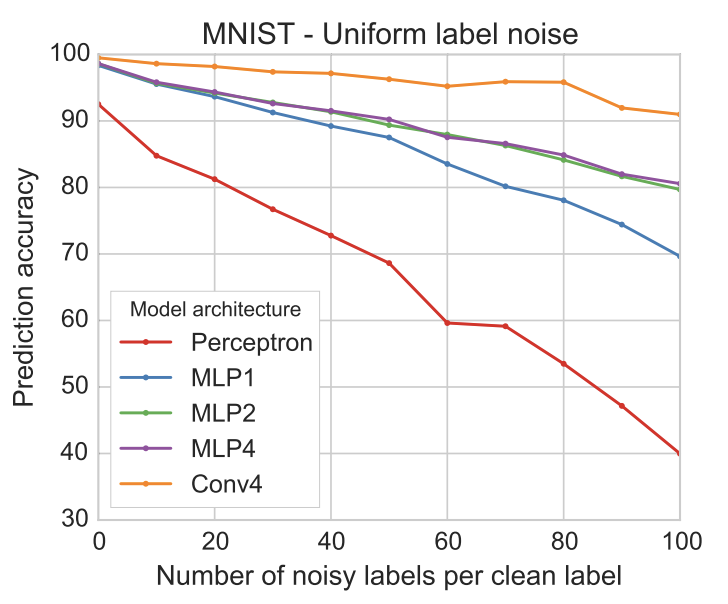 MNIST - Uniform label noise
100
90
80
70
60
50
40
30
Prediction accuracy
Model architecture
Perceptron
MLP1
MLP2
MLP4
Conv4
0 20 40 60 80 100
Number of noisy labels per clean label